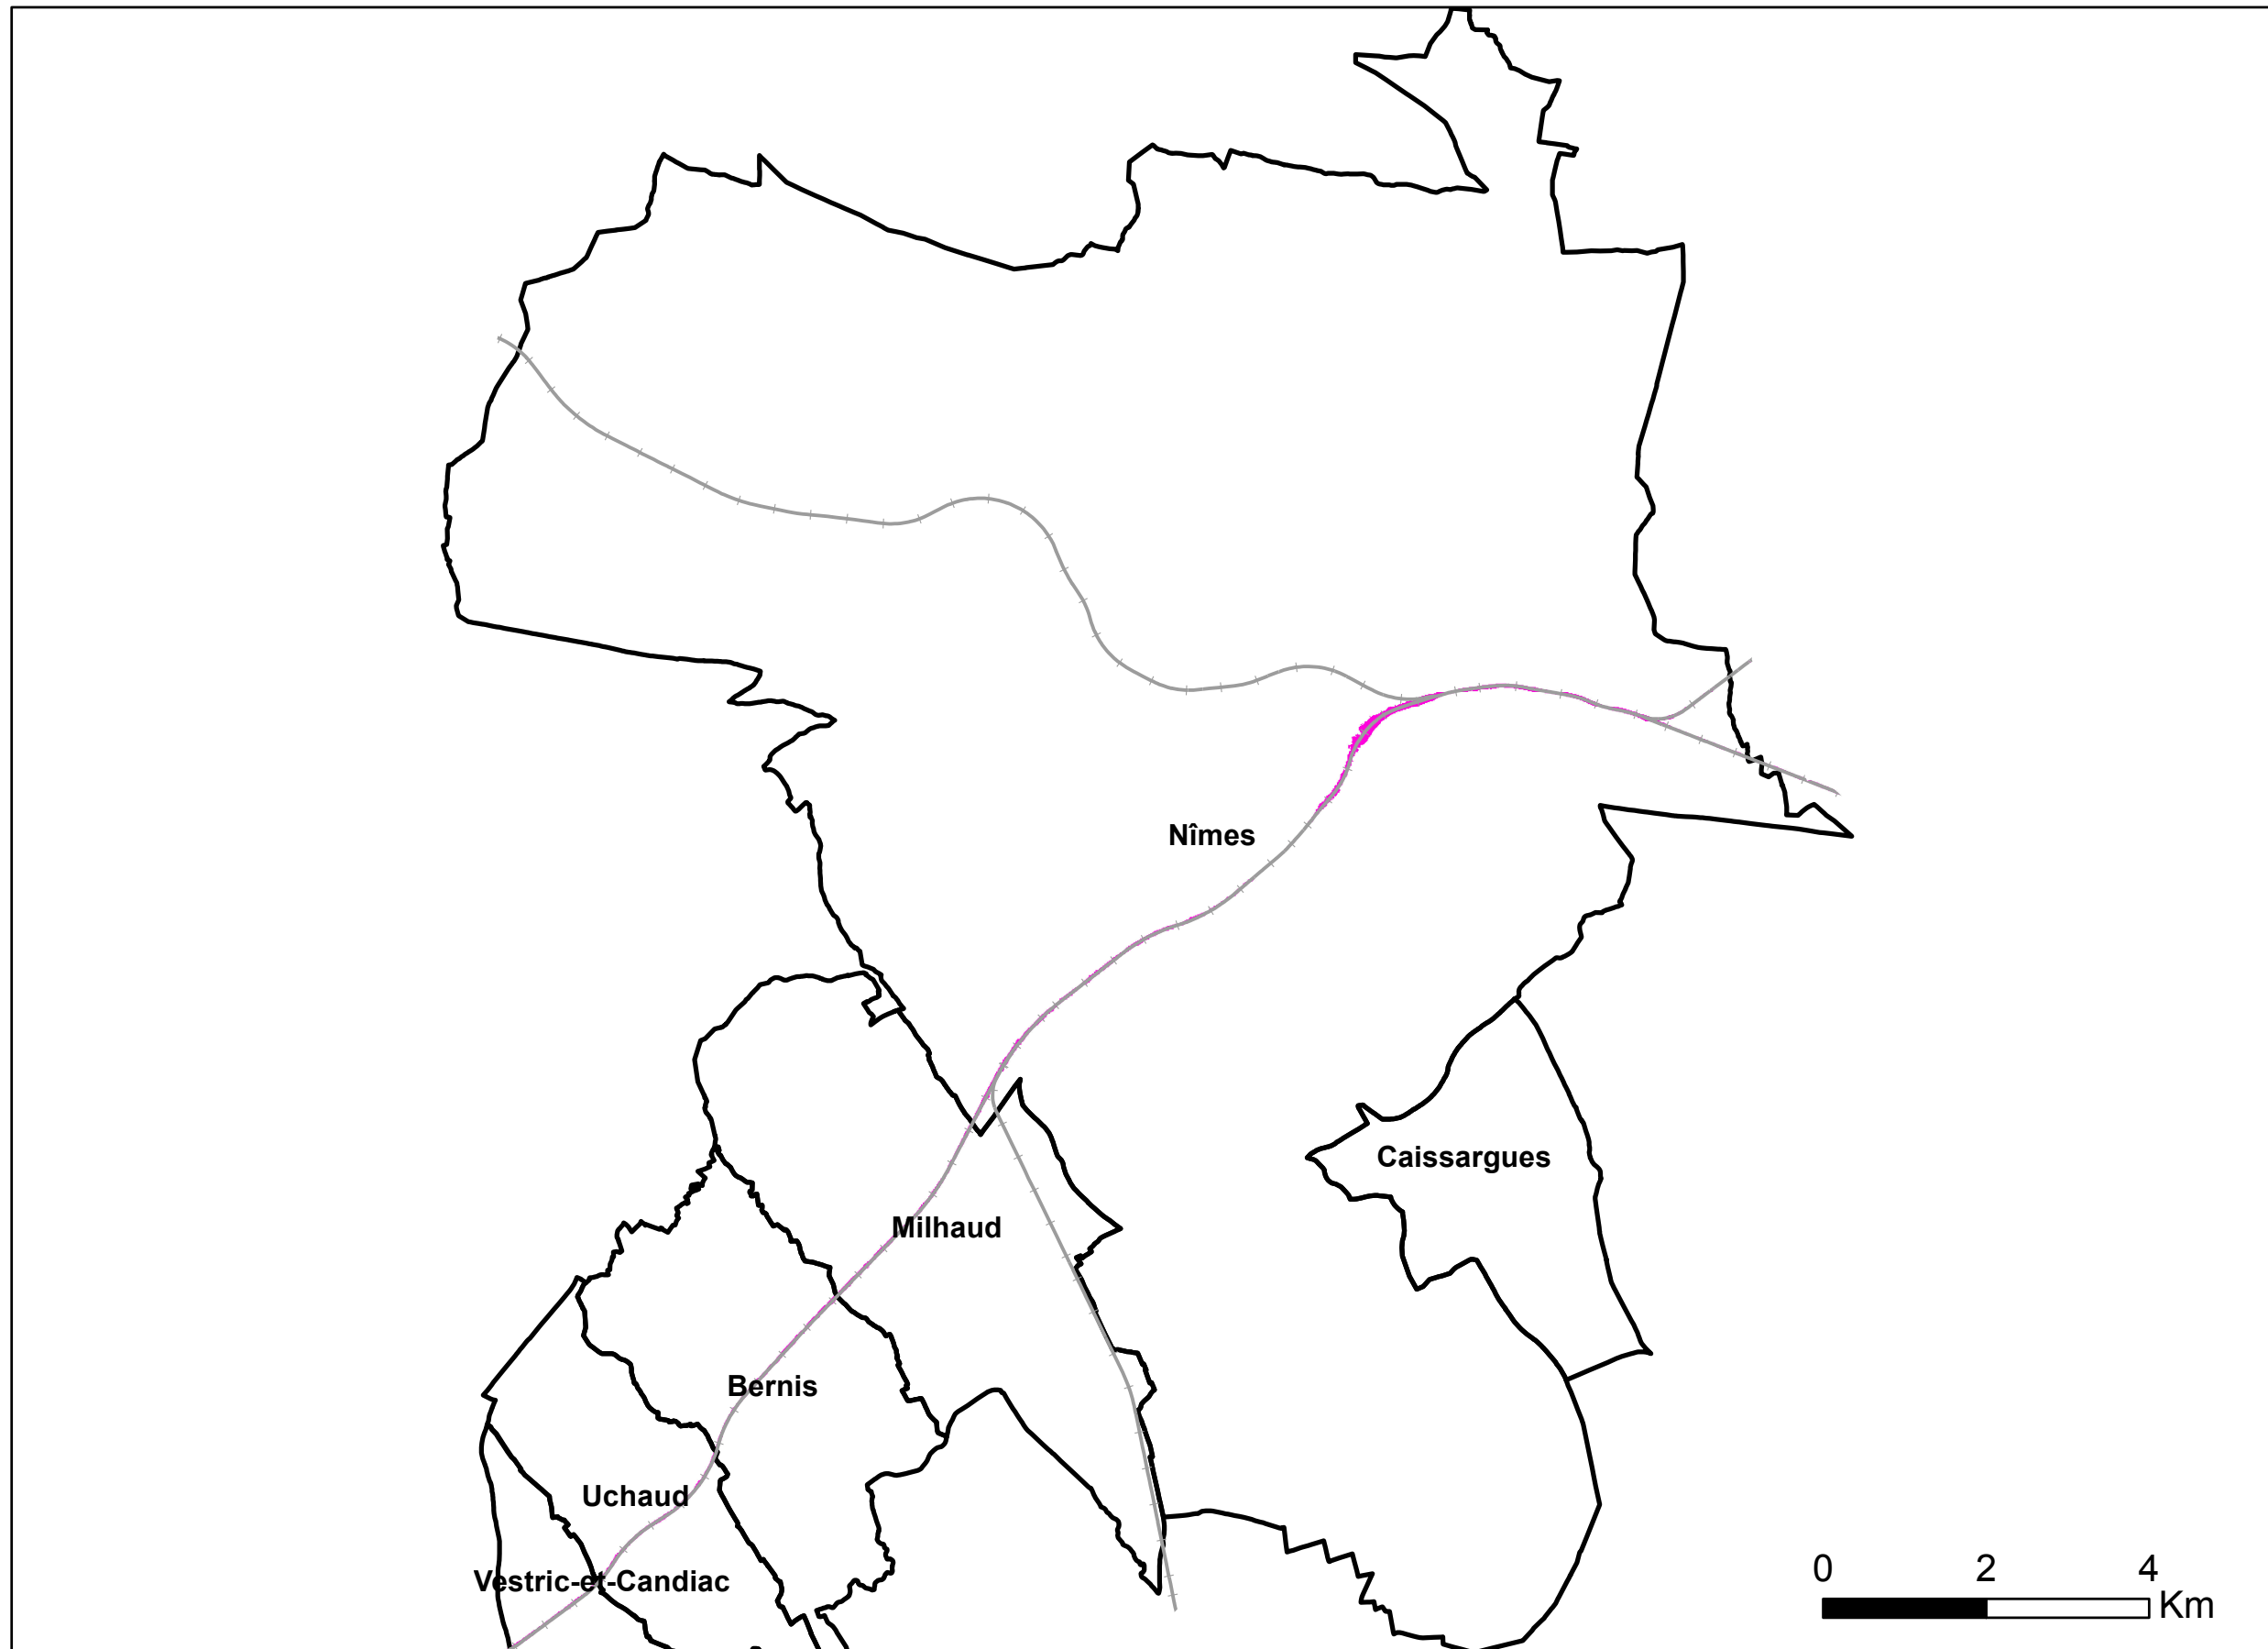 Nîmes
Caissargues
Milhaud
Bernis
Uchaud
Vestric-et-Candiac
0 2 4
Km